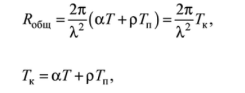 R_общ = 2π/λ² (αT + ρT_п) = 2π/λ² T_к,
T_к = αT + ρT_п,